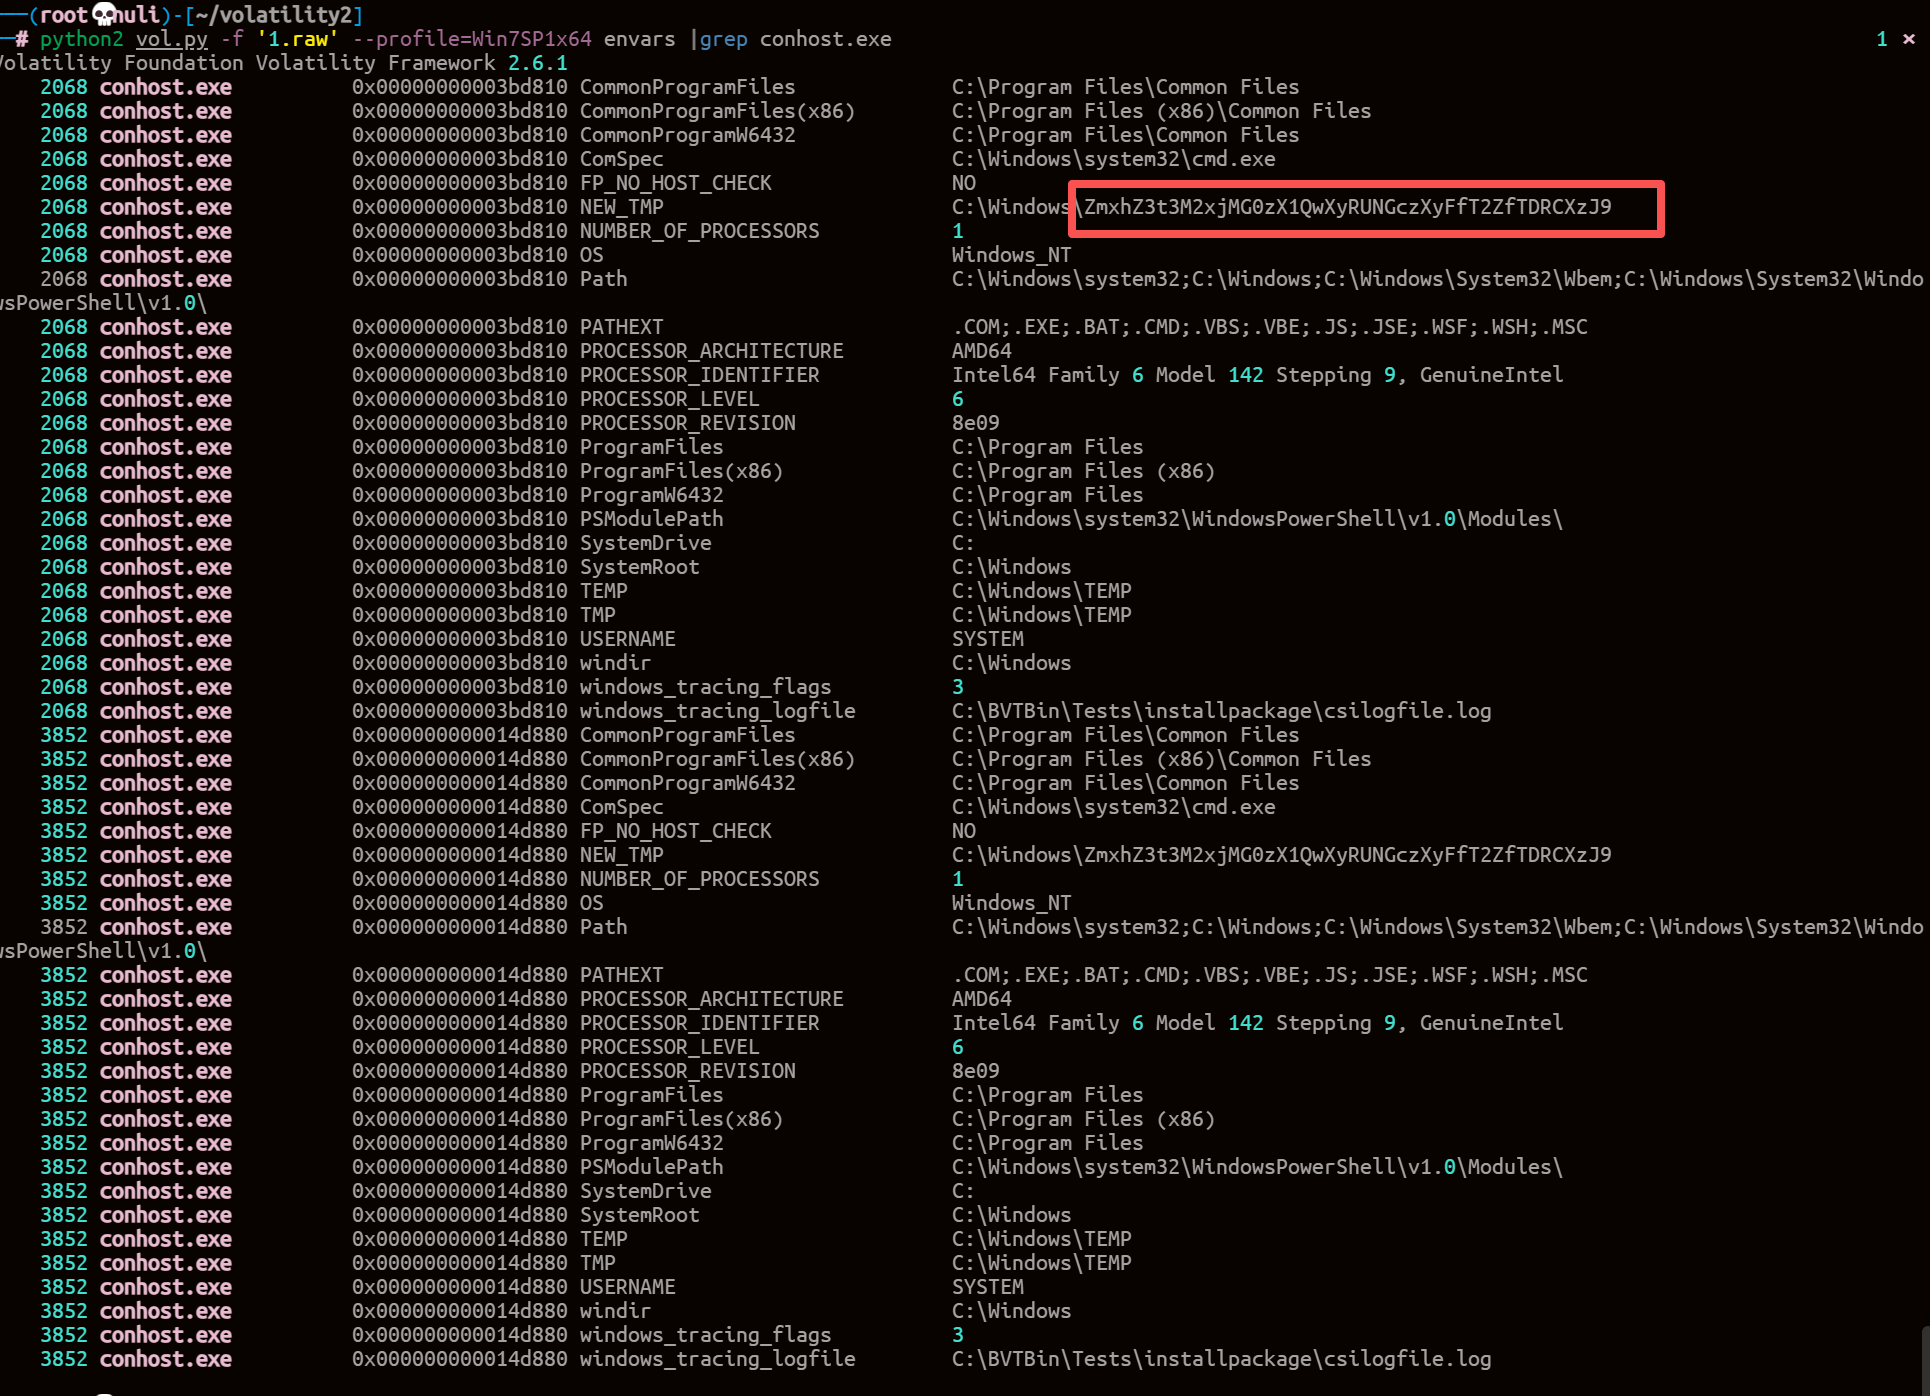 ──(root💀nuli)-[~/volatility2]
─# python2 vol.py -f '1.raw' --profile=Win7SP1x64 envars |grep conhost.exe 1 ⨯
olatility Foundation Volatility Framework 2.6.1
2068 conhost.exe 0x00000000003bd810 CommonProgramFiles C:\Program Files\Common Files
2068 conhost.exe 0x00000000003bd810 CommonProgramFiles(x86) C:\Program Files (x86)\Common Files
2068 conhost.exe 0x00000000003bd810 CommonProgramW6432 C:\Program Files\Common Files
2068 conhost.exe 0x00000000003bd810 ComSpec C:\Windows\system32\cmd.exe
2068 conhost.exe 0x00000000003bd810 FP_NO_HOST_CHECK NO
2068 conhost.exe 0x00000000003bd810 NEW_TMP C:\Windows\ZmxhZ3t3M2xjMG0zX1QwXyRUNGczXyFfT2ZfTDRCXzJ9
2068 conhost.exe 0x00000000003bd810 NUMBER_OF_PROCESSORS 1
2068 conhost.exe 0x00000000003bd810 OS Windows_NT
2068 conhost.exe 0x00000000003bd810 Path C:\Windows\system32;C:\Windows;C:\Windows\System32\Wbem;C:\Windows\System32\Windo
wsPowerShell\v1.0\
2068 conhost.exe 0x00000000003bd810 PATHEXT .COM;.EXE;.BAT;.CMD;.VBS;.VBE;.JS;.JSE;.WSF;.WSH;.MSC
2068 conhost.exe 0x00000000003bd810 PROCESSOR_ARCHITECTURE AMD64
2068 conhost.exe 0x00000000003bd810 PROCESSOR_IDENTIFIER Intel64 Family 6 Model 142 Stepping 9, GenuineIntel
2068 conhost.exe 0x00000000003bd810 PROCESSOR_LEVEL 6
2068 conhost.exe 0x00000000003bd810 PROCESSOR_REVISION 8e09
2068 conhost.exe 0x00000000003bd810 ProgramFiles C:\Program Files
2068 conhost.exe 0x00000000003bd810 ProgramFiles(x86) C:\Program Files (x86)
2068 conhost.exe 0x00000000003bd810 ProgramW6432 C:\Program Files
2068 conhost.exe 0x00000000003bd810 PSModulePath C:\Windows\system32\WindowsPowerShell\v1.0\Modules\
2068 conhost.exe 0x00000000003bd810 SystemDrive C:
2068 conhost.exe 0x00000000003bd810 SystemRoot C:\Windows
2068 conhost.exe 0x00000000003bd810 TEMP C:\Windows\TEMP
2068 conhost.exe 0x00000000003bd810 TMP C:\Windows\TEMP
2068 conhost.exe 0x00000000003bd810 USERNAME SYSTEM
2068 conhost.exe 0x00000000003bd810 windir C:\Windows
2068 conhost.exe 0x00000000003bd810 windows_tracing_flags 3
2068 conhost.exe 0x00000000003bd810 windows_tracing_logfile C:\BVTBin\Tests\installpackage\csilogfile.log
3852 conhost.exe 0x000000000014d880 CommonProgramFiles C:\Program Files\Common Files
3852 conhost.exe 0x000000000014d880 CommonProgramFiles(x86) C:\Program Files (x86)\Common Files
3852 conhost.exe 0x000000000014d880 CommonProgramW6432 C:\Program Files\Common Files
3852 conhost.exe 0x000000000014d880 ComSpec C:\Windows\system32\cmd.exe
3852 conhost.exe 0x000000000014d880 FP_NO_HOST_CHECK NO
3852 conhost.exe 0x000000000014d880 NEW_TMP C:\Windows\ZmxhZ3t3M2xjMG0zX1QwXyRUNGczXyFfT2ZfTDRCXzJ9
3852 conhost.exe 0x000000000014d880 NUMBER_OF_PROCESSORS 1
3852 conhost.exe 0x000000000014d880 OS Windows_NT
3852 conhost.exe 0x000000000014d880 Path C:\Windows\system32;C:\Windows;C:\Windows\System32\Wbem;C:\Windows\System32\Windo
wsPowerShell\v1.0\
3852 conhost.exe 0x000000000014d880 PATHEXT .COM;.EXE;.BAT;.CMD;.VBS;.VBE;.JS;.JSE;.WSF;.WSH;.MSC
3852 conhost.exe 0x000000000014d880 PROCESSOR_ARCHITECTURE AMD64
3852 conhost.exe 0x000000000014d880 PROCESSOR_IDENTIFIER Intel64 Family 6 Model 142 Stepping 9, GenuineIntel
3852 conhost.exe 0x000000000014d880 PROCESSOR_LEVEL 6
3852 conhost.exe 0x000000000014d880 PROCESSOR_REVISION 8e09
3852 conhost.exe 0x000000000014d880 ProgramFiles C:\Program Files
3852 conhost.exe 0x000000000014d880 ProgramFiles(x86) C:\Program Files (x86)
3852 conhost.exe 0x000000000014d880 ProgramW6432 C:\Program Files
3852 conhost.exe 0x000000000014d880 PSModulePath C:\Windows\system32\WindowsPowerShell\v1.0\Modules\
3852 conhost.exe 0x000000000014d880 SystemDrive C:
3852 conhost.exe 0x000000000014d880 SystemRoot C:\Windows
3852 conhost.exe 0x000000000014d880 TEMP C:\Windows\TEMP
3852 conhost.exe 0x000000000014d880 TMP C:\Windows\TEMP
3852 conhost.exe 0x000000000014d880 USERNAME SYSTEM
3852 conhost.exe 0x000000000014d880 windir C:\Windows
3852 conhost.exe 0x000000000014d880 windows_tracing_flags 3
3852 conhost.exe 0x000000000014d880 windows_tracing_logfile C:\BVTBin\Tests\installpackage\csilogfile.log